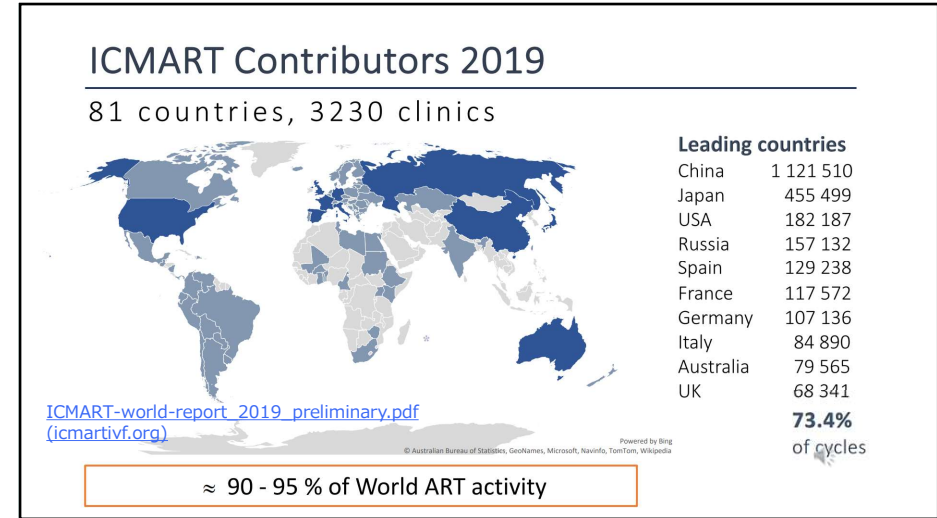 ICMART Contributors 2019
81 countries, 3230 clinics
Leading countries
China 1 121 510
Japan 455 499
USA 182 187
Russia 157 132
Spain 129 238
France 117 572
Germany 107 136
Italy 84 890
Australia 79 565
UK 68 341
73.4%
of cycles
*
ICMART-world-report_2019_preliminary.pdf
(icmartivf.org)
Powered by Bing
© Australian Bureau of Statistics, GeoNames, Microsoft, Navinfo, TomTom, Wikipedia
≈ 90 - 95 % of World ART activity